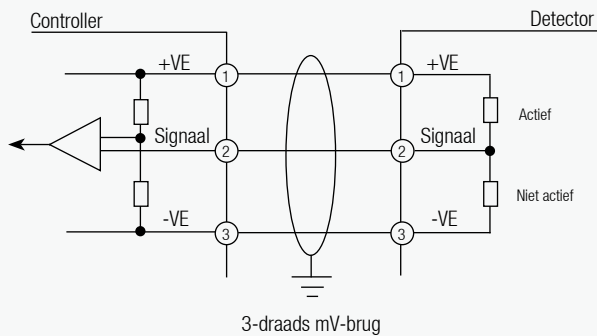 Controller
Detector
+VE
1
1
+VE
Actief
Signaal
2
Signaal
2
Niet actief
-VE
3
-VE
3
3-draads mV-brug